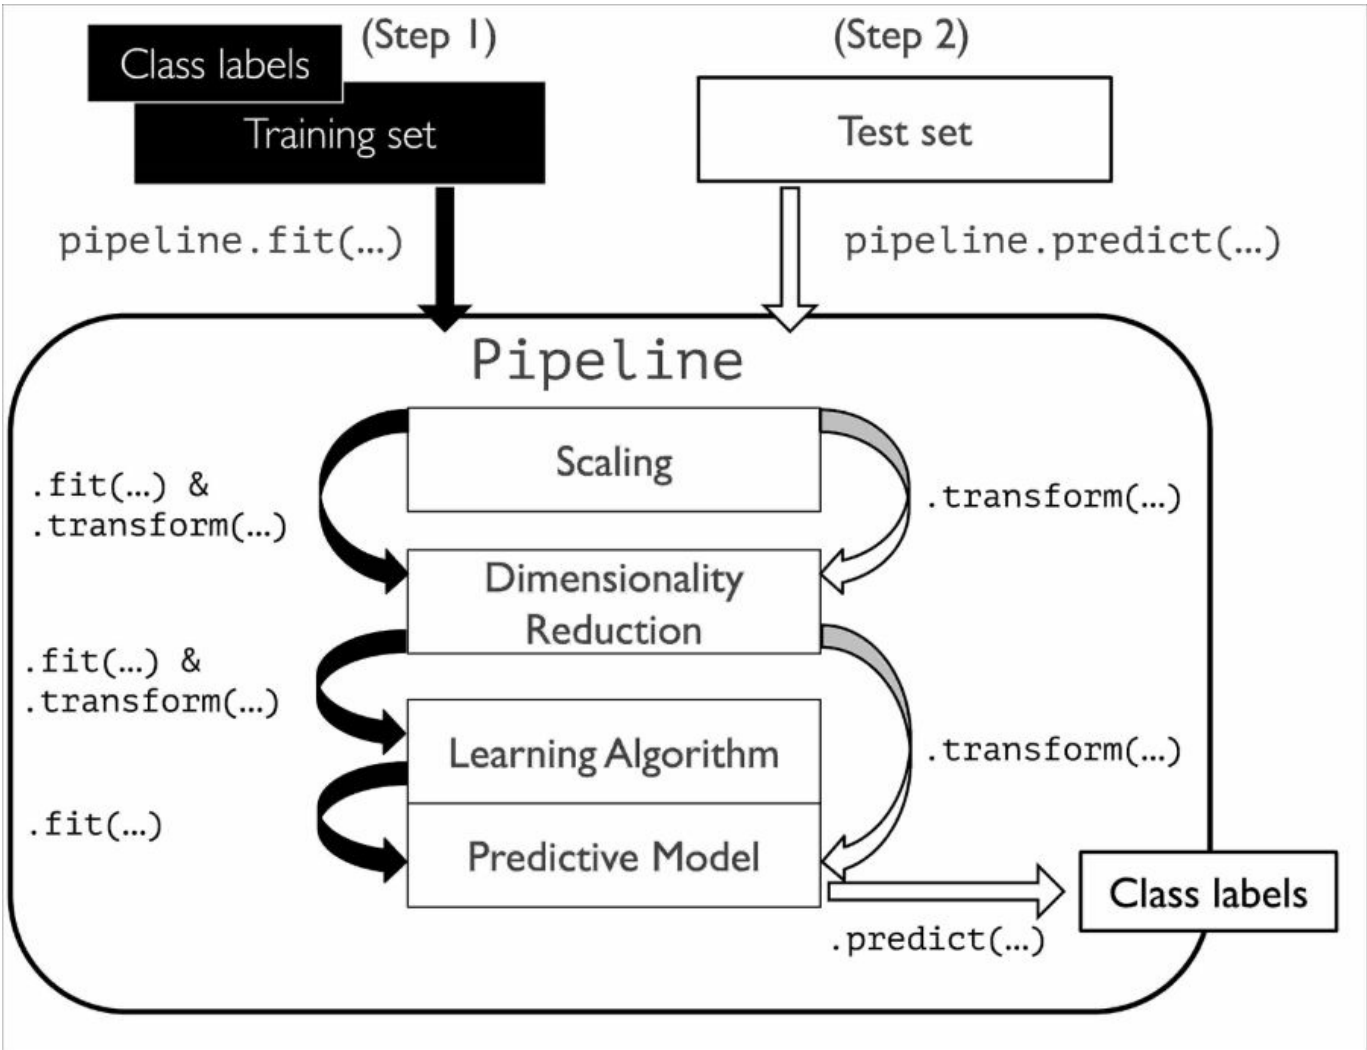 (Step 1)
(Step 2)
Class labels
Training set
Test set
pipeline.fit(…)
pipeline.predict(…)
Pipeline
Scaling
.fit(…) &
.transform(…)
.transform(…)
Dimensionality
Reduction
.fit(…) &
.transform(…)
Learning Algorithm
.transform(…)
.fit(…)
Predictive Model
Class labels
.predict(…)